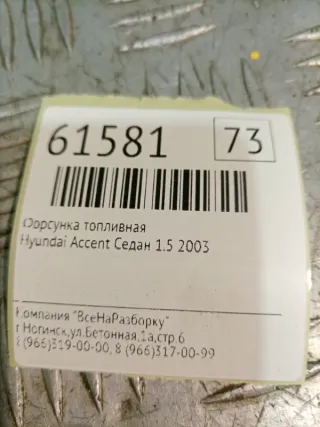 61581 73
Форсунка топливная
Hyundai Accent Седан 1.5 2003
Компания "ВсеНаРазборку"
г.Ногинск,ул.Бетонная,1а,стр.6
8(966)319-00-00, 8 (966)317-00-99